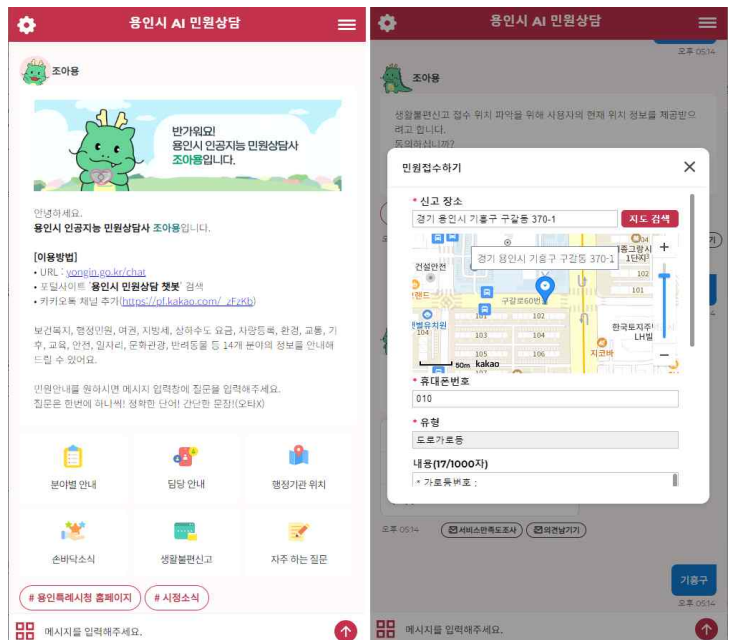 용인시 AI 민원상담
조아용
반가워요!
용인시 인공지능 민원상담사
조아용입니다.
안녕하세요.
용인시 인공지능 민원상담사 조아용입니다.
[이용방법]
• URL : yongin.go.kr/chat
• 포털사이트 '용인시 민원상담 챗봇' 검색
• 카카오톡 채널 추가(https://pf.kakao.com/_zFzKb)
보건복지, 행정민원, 여권, 지방세, 상하수도 요금, 차량등록, 환경, 교통, 기
후, 교육, 안전, 일자리, 문화관광, 반려동물 등 14개 분야의 정보를 안내해
드릴 수 있어요.
민원안내를 원하시면 메시지 입력창에 질문을 입력해주세요.
질문은 한번에 하나씩! 정확한 단어! 간단한 문장!(오타X)
분야별 안내
담당 안내
행정기관 위치
손바닥소식
생활불편신고
자주 하는 질문
# 용인특례시청 홈페이지
# 시정소식
메시지를 입력해주세요.
용인시 AI 민원상담
오후 05:14
조아용
생활불편신고 접수 위치 파악을 위해 사용자의 현재 위치 정보를 제공받으
려고 합니다.
동의하십니까?
민원접수하기
* 신고 장소
경기 용인시 기흥구 구갈동 370-1
지도 검색
경기 용인시 기흥구 구갈동 370-1
1단지
건설안전
102
101
구갈로60번길
101
102
104
103
104
105
106
한국토지주
LH빌
지코바
50m kakao
* 휴대폰번호
010
* 유형
도로가로등
내용(17/1000자)
* 가로등번호 :
오후 05:14
서비스만족도조사
의견남기기
기흥구
오후 05:14
메시지를 입력해주세요.